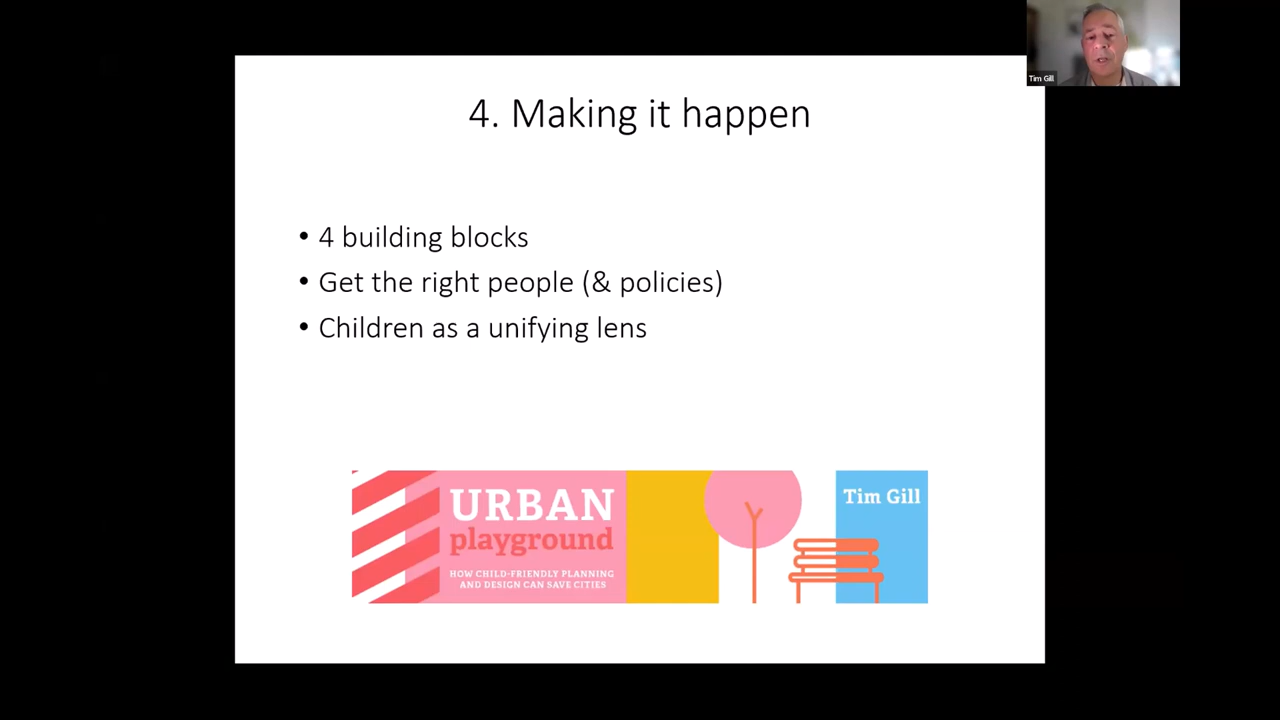 Tim Gill
4. Making it happen
• 4 building blocks
• Get the right people (& policies)
• Children as a unifying lens
URBAN
playground
HOW CHILD-FRIENDLY PLANNING
AND DESIGN CAN SAVE CITIES
Tim Gill